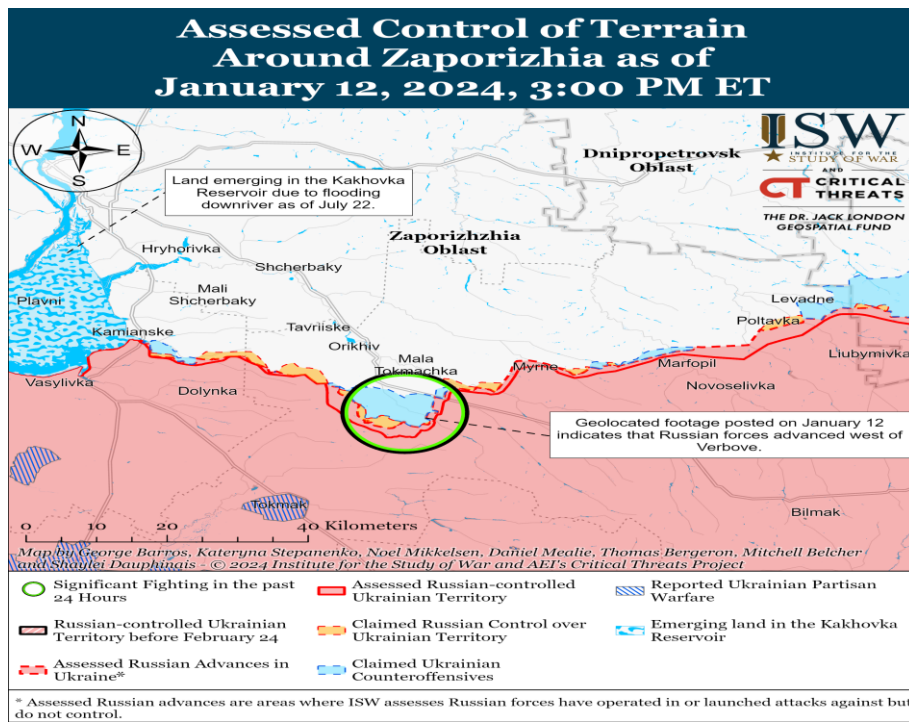 Assessed Control of Terrain
Around Zaporizhia as of
January 12, 2024, 3:00 PM ET
N
W E
S
ISW
INSTITUTE FOR THE
STUDY OF WAR
AND
CT CRITICAL
THREATS
THE DR. JACK LONDON
GEOSPATIAL FUND
Dnipropetrovsk
Oblast
Land emerging in the Kakhovka
Reservoir due to flooding
downriver as of July 22.
Zaporizhzhia
Oblast
Hryhorivka
Shcherbaky
Plavni
Mali
Shcherbaky
Levadne
Poltavka
Kamianske
Tavriiske
Orikhiv
Mala
Tokmachka
Myrne
Marfopil
Liubymivka
Vasylivka
Dolynka
Novoselivka
Geolocated footage posted on January 12
indicates that Russian forces advanced west of
Verbove.
Tokmak
Bilmak
0 20 40 Kilometers
Map by George Barros, Kateryna Stepanenko, Noel Mikkelsen, Daniel Mealie, Thomas Bergeron, Mitchell Belcher
and Shaylei Dauphinais - © 2024 Institute for the Study of War and AEI's Critical Threats Project
Significant Fighting in the past
24 Hours
Assessed Russian-controlled
Ukrainian Territory
Reported Ukrainian Partisan
Warfare
Russian-controlled Ukrainian
Territory before February 24
Claimed Russian Control over
Ukrainian Territory
Emerging land in the Kakhovka
Reservoir
Assessed Russian Advances in
Ukraine*
Claimed Ukrainian
Counteroffensives
* Assessed Russian advances are areas where ISW assesses Russian forces have operated in or launched attacks against but
do not control.